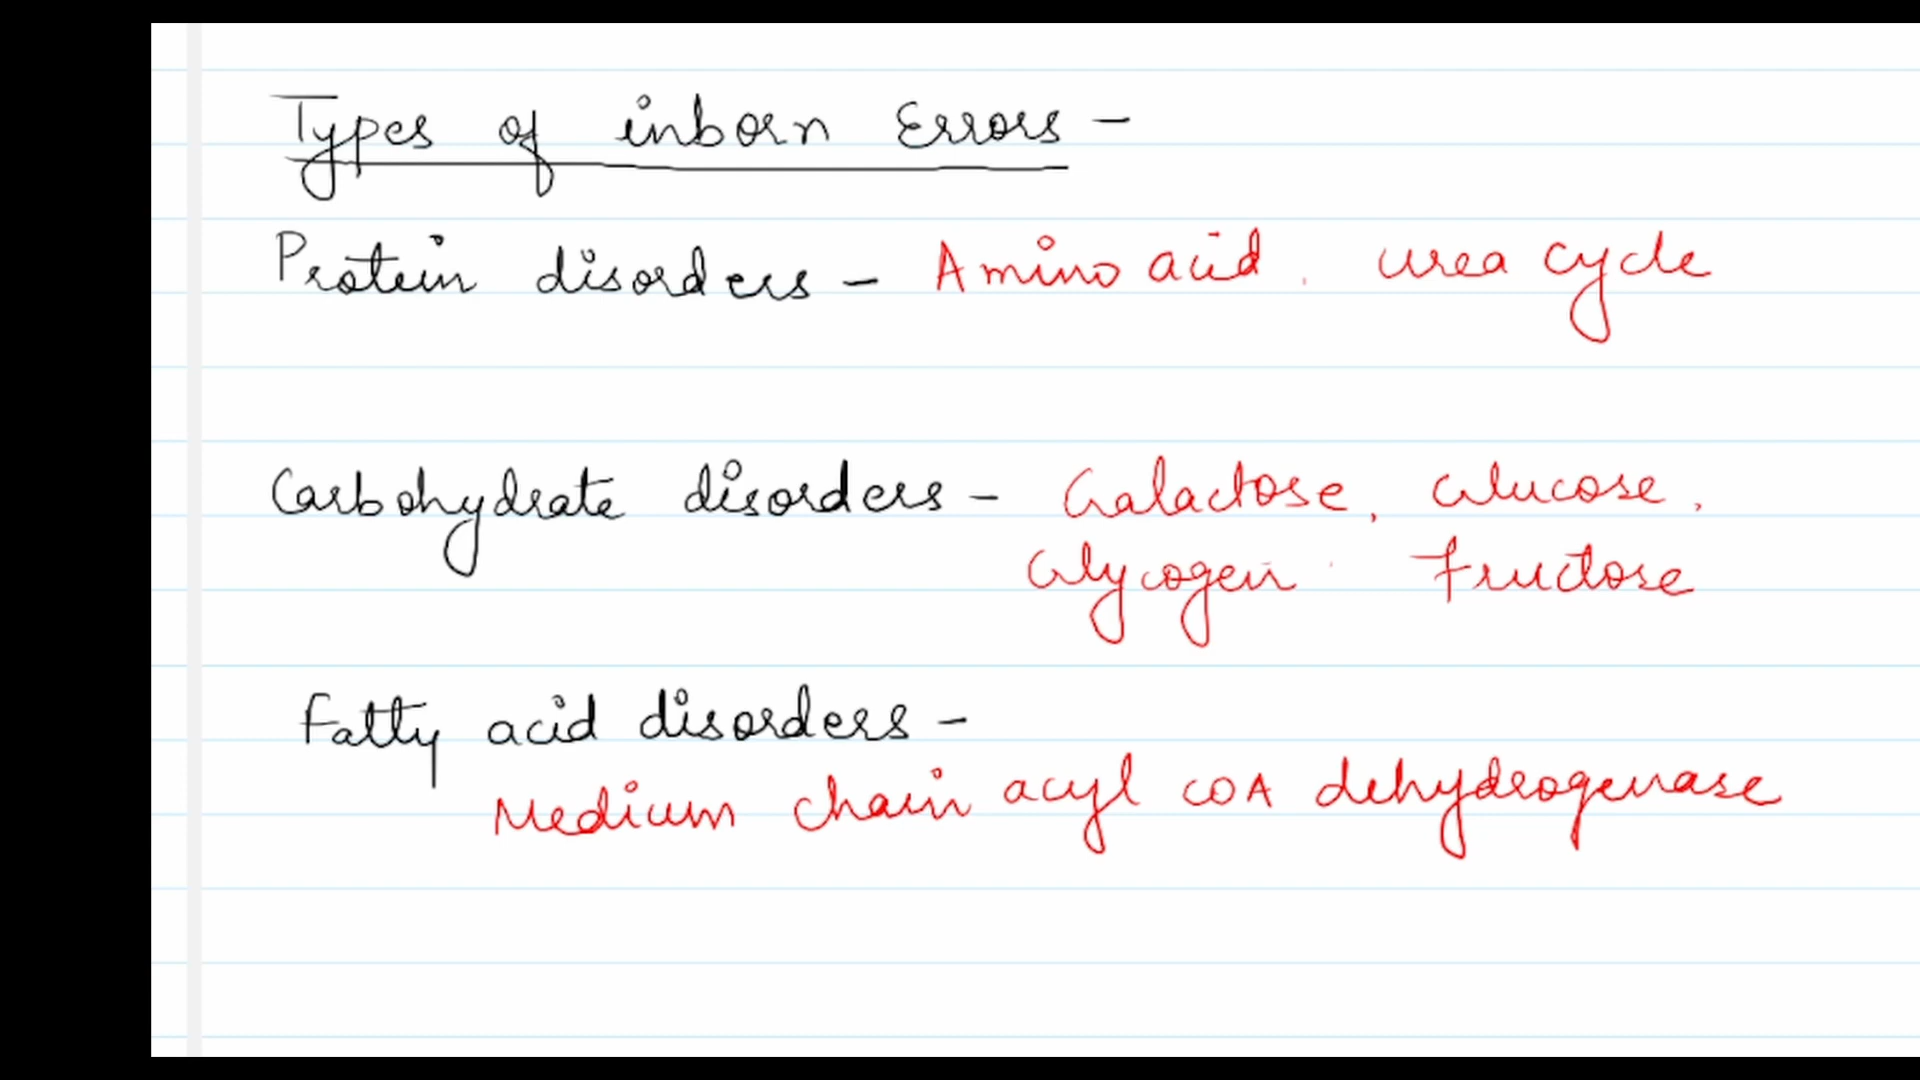 Types of inborn Errors -
Protein disorders - Amino acid, urea cycle
Carbohydrate disorders - Galactose, Glucose,
Glycogen, Fructose
Fatty acid disorders -
Medium chain acyl COA dehydrogenase